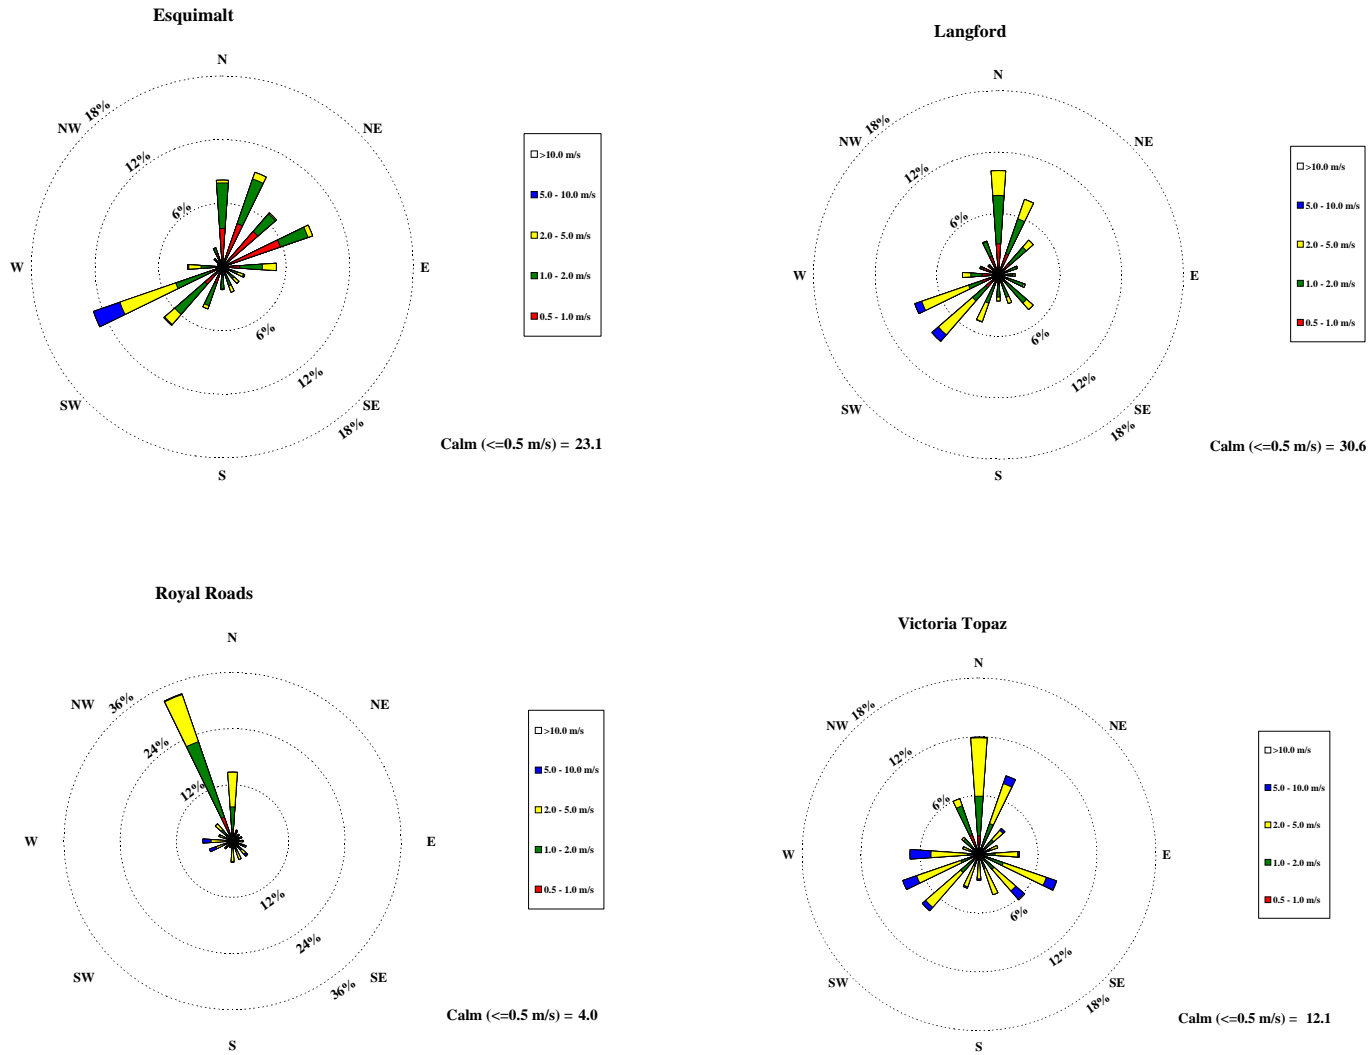 Esquimalt
N
NW
18%
NE
12%
6%
W
E
6%
12%
SW
SE
18%
S
>10.0 m/s
5.0 - 10.0 m/s
2.0 - 5.0 m/s
1.0 - 2.0 m/s
0.5 - 1.0 m/s
Calm (<=0.5 m/s) = 23.1
Langford
N
NW
18%
NE
12%
6%
W
E
6%
12%
SW
SE
18%
S
>10.0 m/s
5.0 - 10.0 m/s
2.0 - 5.0 m/s
1.0 - 2.0 m/s
0.5 - 1.0 m/s
Calm (<=0.5 m/s) = 30.6
Royal Roads
N
NW
36%
NE
24%
12%
W
E
12%
24%
SW
SE
36%
S
>10.0 m/s
5.0 - 10.0 m/s
2.0 - 5.0 m/s
1.0 - 2.0 m/s
0.5 - 1.0 m/s
Calm (<=0.5 m/s) = 4.0
Victoria Topaz
N
NW
18%
NE
12%
6%
W
E
6%
12%
SW
SE
18%
S
>10.0 m/s
5.0 - 10.0 m/s
2.0 - 5.0 m/s
1.0 - 2.0 m/s
0.5 - 1.0 m/s
Calm (<=0.5 m/s) = 12.1